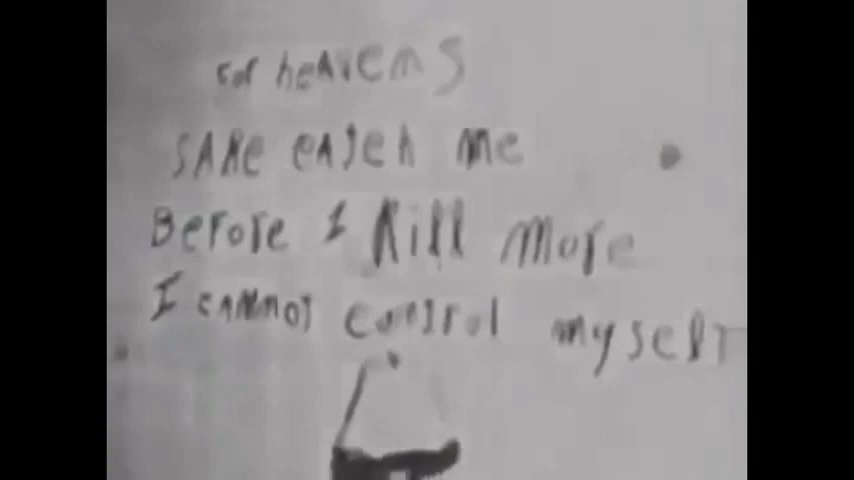 for heavens
SAKe catch me
Before I Kill more
I cannot control myself